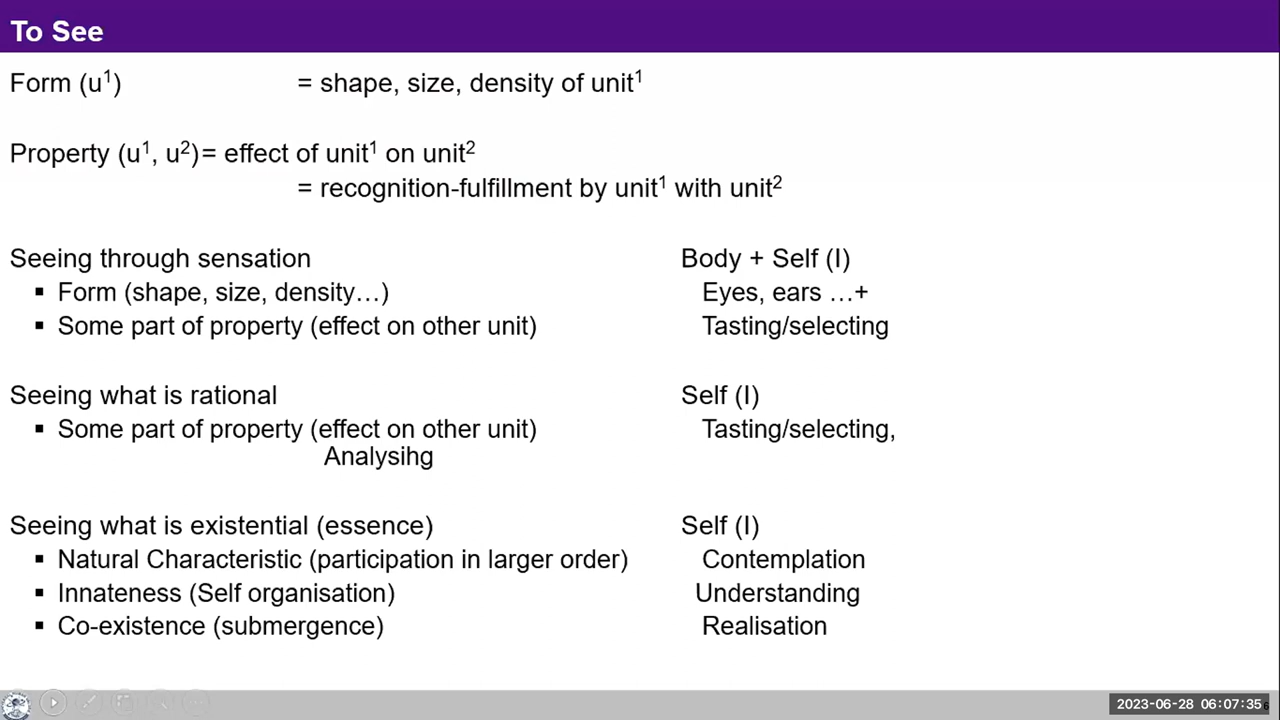 To See
Form (u¹) = shape, size, density of unit¹
Property (u¹, u²)= effect of unit¹ on unit²
= recognition-fulfillment by unit¹ with unit²
Seeing through sensation Body + Self (I)
▪ Form (shape, size, density…) Eyes, ears …+
▪ Some part of property (effect on other unit) Tasting/selecting
Seeing what is rational Self (I)
▪ Some part of property (effect on other unit) Tasting/selecting,
Analysihg
Seeing what is existential (essence) Self (I)
▪ Natural Characteristic (participation in larger order) Contemplation
▪ Innateness (Self organisation) Understanding
▪ Co-existence (submergence) Realisation
2023-06-28 06:07:35